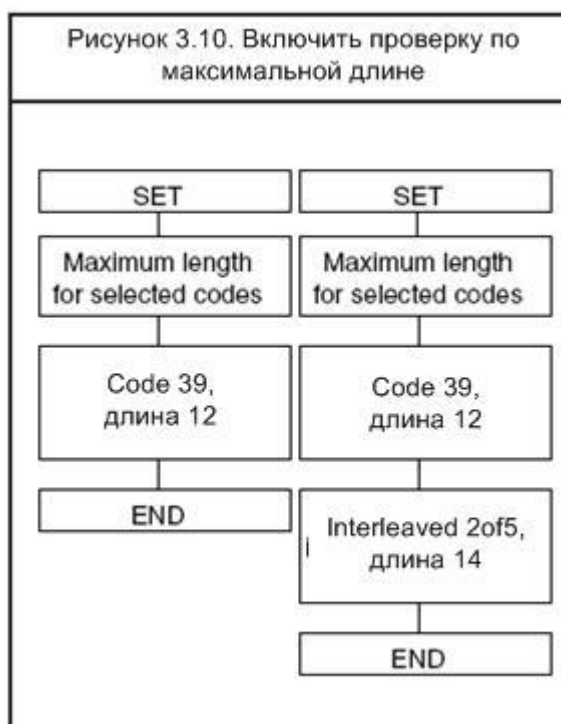 Рисунок 3.10. Включить проверку по
максимальной длине
SET
Maximum length
for selected codes
Code 39,
длина 12
END
SET
Maximum length
for selected codes
Code 39,
длина 12
Interleaved 2of5,
длина 14
END